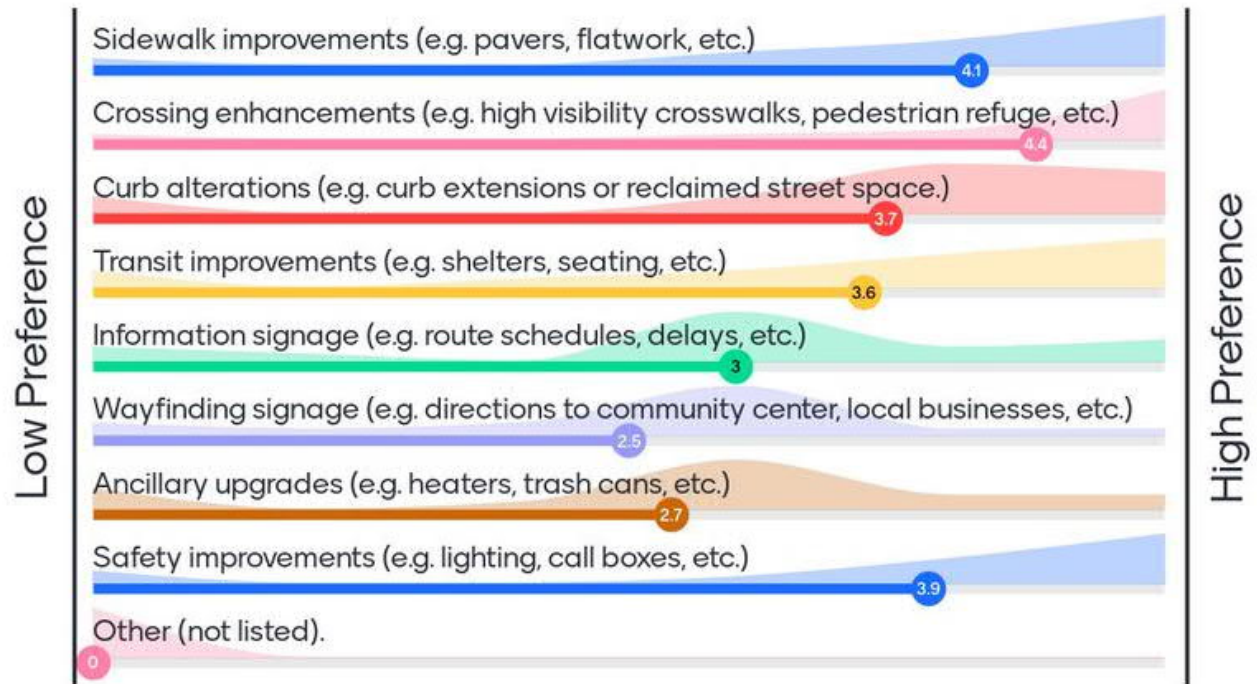 Low Preference
High Preference
Sidewalk improvements (e.g. pavers, flatwork, etc.)
4.1
Crossing enhancements (e.g. high visibility crosswalks, pedestrian refuge, etc.)
4.4
Curb alterations (e.g. curb extensions or reclaimed street space.)
3.7
Transit improvements (e.g. shelters, seating, etc.)
3.6
Information signage (e.g. route schedules, delays, etc.)
3
Wayfinding signage (e.g. directions to community center, local businesses, etc.)
2.5
Ancillary upgrades (e.g. heaters, trash cans, etc.)
2.7
Safety improvements (e.g. lighting, call boxes, etc.)
3.9
Other (not listed).
0